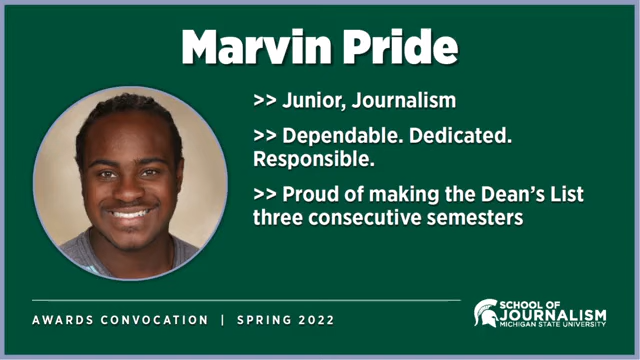 Marvin Pride
>> Junior, Journalism
>> Dependable. Dedicated.
Responsible.
>> Proud of making the Dean’s List
three consecutive semesters
AWARDS CONVOCATION | SPRING 2022
SCHOOL OF
JOURNALISM
MICHIGAN STATE UNIVERSITY